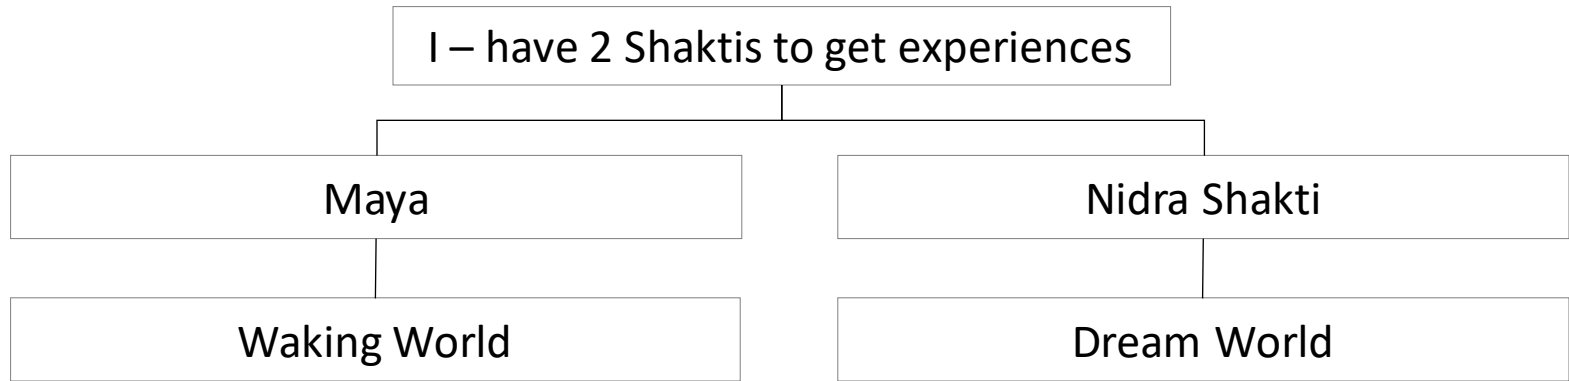 I – have 2 Shaktis to get experiences
Maya
Nidra Shakti
Waking World
Dream World